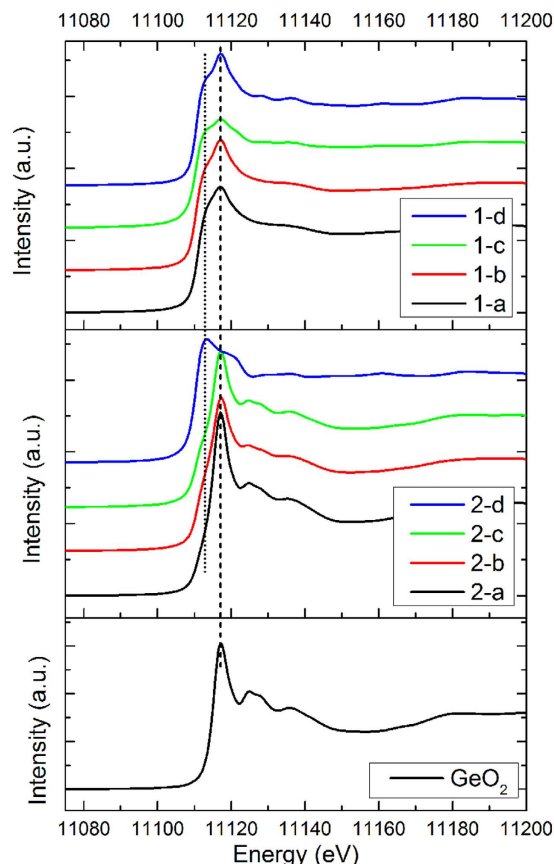 11080 11100 11120 11140 11160 11180 11200
Intensity (a.u.)
1-d
1-c
1-b
1-a
Intensity (a.u.)
2-d
2-c
2-b
2-a
Intensity (a.u.)
GeO₂
11080 11100 11120 11140 11160 11180 11200
Energy (eV)